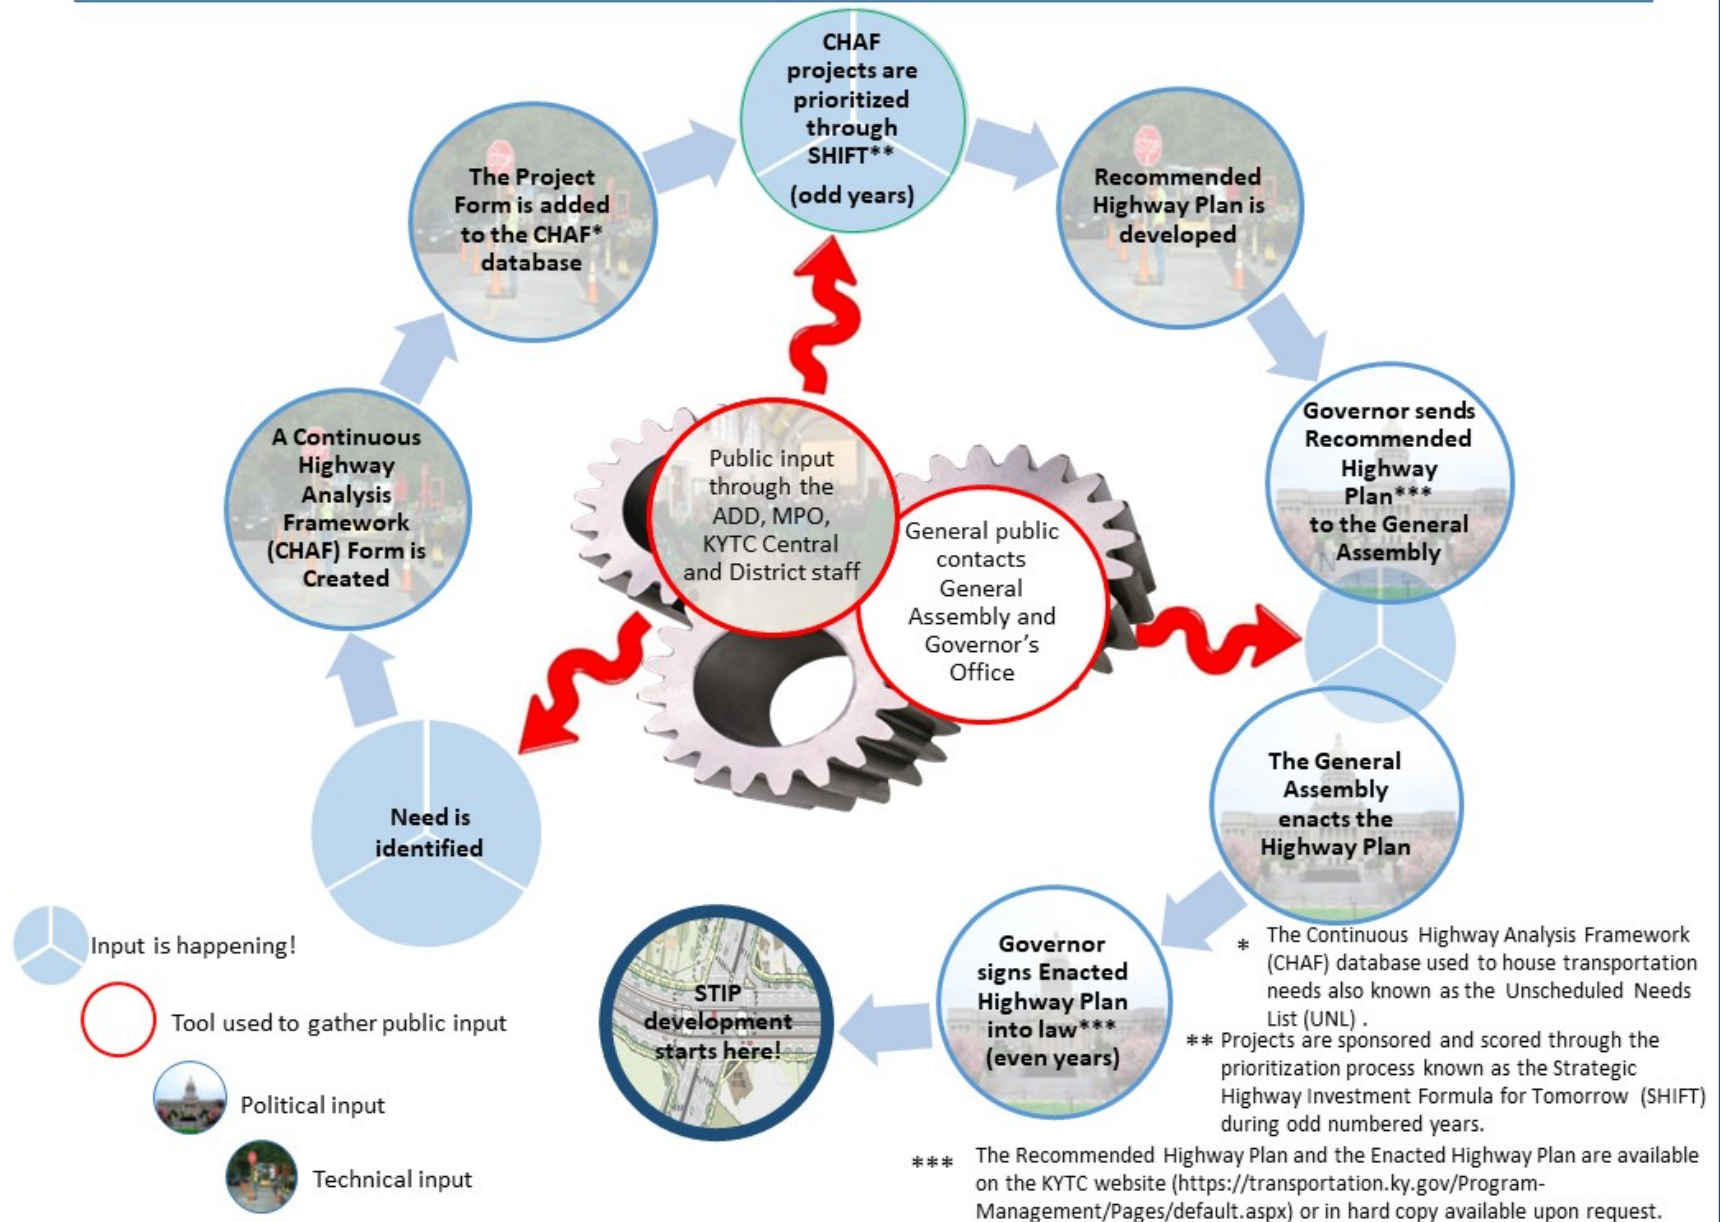 CHAF
projects are
prioritized
through
SHIFT**
(odd years)
The Project
Form is added
to the CHAF*
database
Recommended
Highway Plan is
developed
A Continuous
Highway
Analysis
Framework
(CHAF) Form is
Created
Public input
through the
ADD, MPO,
KYTC Central
and District staff
General public
contacts
General
Assembly and
Governor's
Office
Governor sends
Recommended
Highway
Plan***
to the General
Assembly
N
Need is
identified
The General
Assembly
enacts the
Highway Plan
Governor
signs Enacted
Highway Plan
into law***
(even years)
STIP
development
starts here!
Input is happening!
Tool used to gather public input
Political input
Technical input
* The Continuous Highway Analysis Framework
(CHAF) database used to house transportation
needs also known as the Unscheduled Needs
List (UNL) .
** Projects are sponsored and scored through the
prioritization process known as the Strategic
Highway Investment Formula for Tomorrow (SHIFT)
during odd numbered years.
*** The Recommended Highway Plan and the Enacted Highway Plan are available
on the KYTC website (https://transportation.ky.gov/Program-
Management/Pages/default.aspx) or in hard copy available upon request.